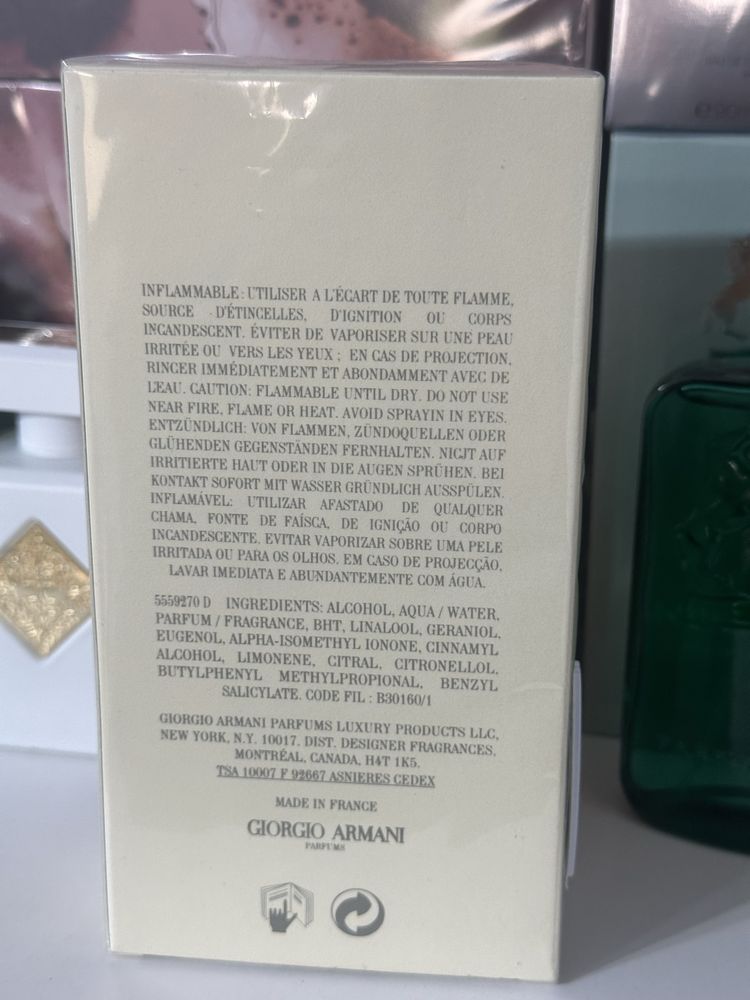 INFLAMMABLE: UTILISER A L'ÉCART DE TOUTE FLAMME,
SOURCE D'ÉTINCELLES, D'IGNITION OU CORPS
INCANDESCENT. ÉVITER DE VAPORISER SUR UNE PEAU
IRRITÉE OU VERS LES YEUX ; EN CAS DE PROJECTION,
RINCER IMMÉDIATEMENT ET ABONDAMMENT AVEC DE
L'EAU. CAUTION: FLAMMABLE UNTIL DRY. DO NOT USE
NEAR FIRE, FLAME OR HEAT. AVOID SPRAYIN IN EYES.
ENTZÜNDLICH: VON FLAMMEN, ZÜNDOQUELLEN ODER
GLÜHENDEN GEGENSTÄNDEN FERNHALTEN. NICJT AUF
IRRITIERTE HAUT ODER IN DIE AUGEN SPRÜHEN. BEI
KONTAKT SOFORT MIT WASSER GRÜNDLICH AUSSPÜLEN.
INFLAMÁVEL: UTILIZAR AFASTADO DE QUALQUER
CHAMA, FONTE DE FAÍSCA, DE IGNIÇÃO OU CORPO
INCANDESCENTE. EVITAR VAPORIZAR SOBRE UMA PELE
IRRITADA OU PARA OS OLHOS. EM CASO DE PROJECÇÃO,
LAVAR IMEDIATA E ABUNDANTEMENTE COM ÁGUA.
5559270 D INGREDIENTS: ALCOHOL, AQUA / WATER,
PARFUM / FRAGRANCE, BHT, LINALOOL, GERANIOL,
EUGENOL, ALPHA-ISOMETHYL IONONE, CINNAMYL
ALCOHOL, LIMONENE, CITRAL, CITRONELLOL,
BUTYLPHENYL METHYLPROPIONAL, BENZYL
SALICYLATE. CODE FIL : B30160/1
GIORGIO ARMANI PARFUMS LUXURY PRODUCTS LLC,
NEW YORK, N.Y. 10017. DIST. DESIGNER FRAGRANCES,
MONTRÉAL, CANADA, H4T 1K5.
TSA 10007 F 92667 ASNIERES CEDEX
MADE IN FRANCE
GIORGIO ARMANI
PARFUMS